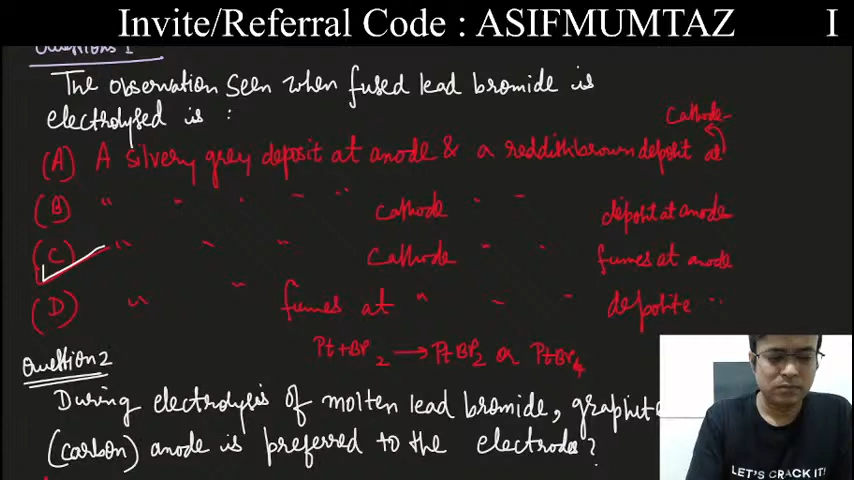 Invite/Referral Code : ASIFMUMTAZ I
Questions 1
The observation seen when fused lead bromide is
electrolysed is :
cathode
(A) A silvery grey deposit at anode & a reddish brown deposit at
(B) " " " " " cathode " " deposit at anode
(C) " " " cathode " " fumes at anode
(D) " " fumes at " " " deposite "
Pt + Br2 → PtBr2 or PtBr4
Question 2
During electrolysis of molten lead bromide, graphite
(carbon) anode is preferred to the electrodes?
LET'S CRACK IT!